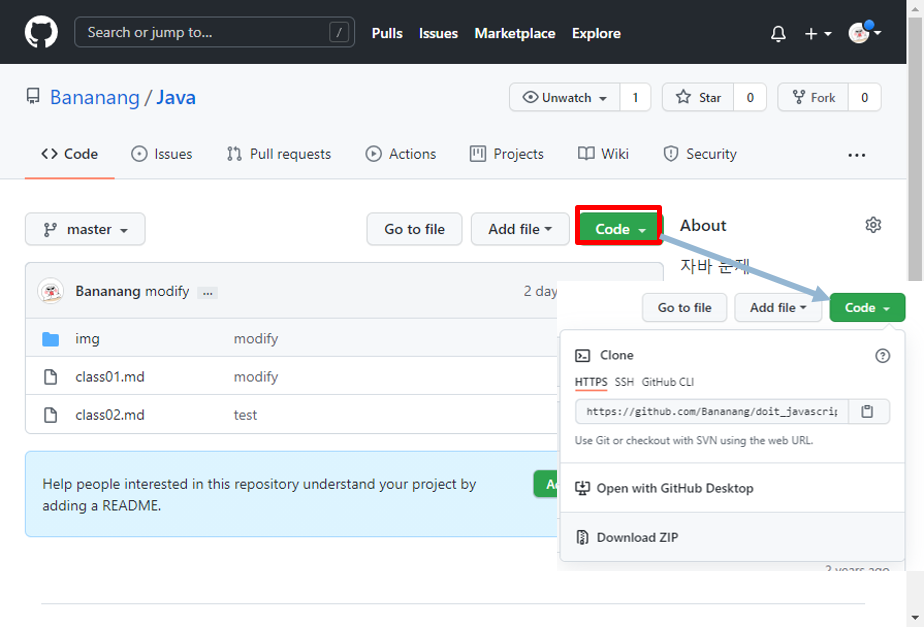 Search or jump to... /
Pulls Issues Marketplace Explore
Bananang / Java
Unwatch 1 Star 0 Fork 0
Code Issues Pull requests Actions Projects Wiki Security ...
master Go to file Add file Code About
자바 문제
Bananang modify ... 2 day
img modify
class01.md modify
class02.md test
Help people interested in this repository understand your project by
adding a README.
Go to file Add file Code
Clone
HTTPS SSH GitHub CLI
https://github.com/Bananang/doit_javascrip
Use Git or checkout with SVN using the web URL.
Open with GitHub Desktop
Download ZIP
2 years ago